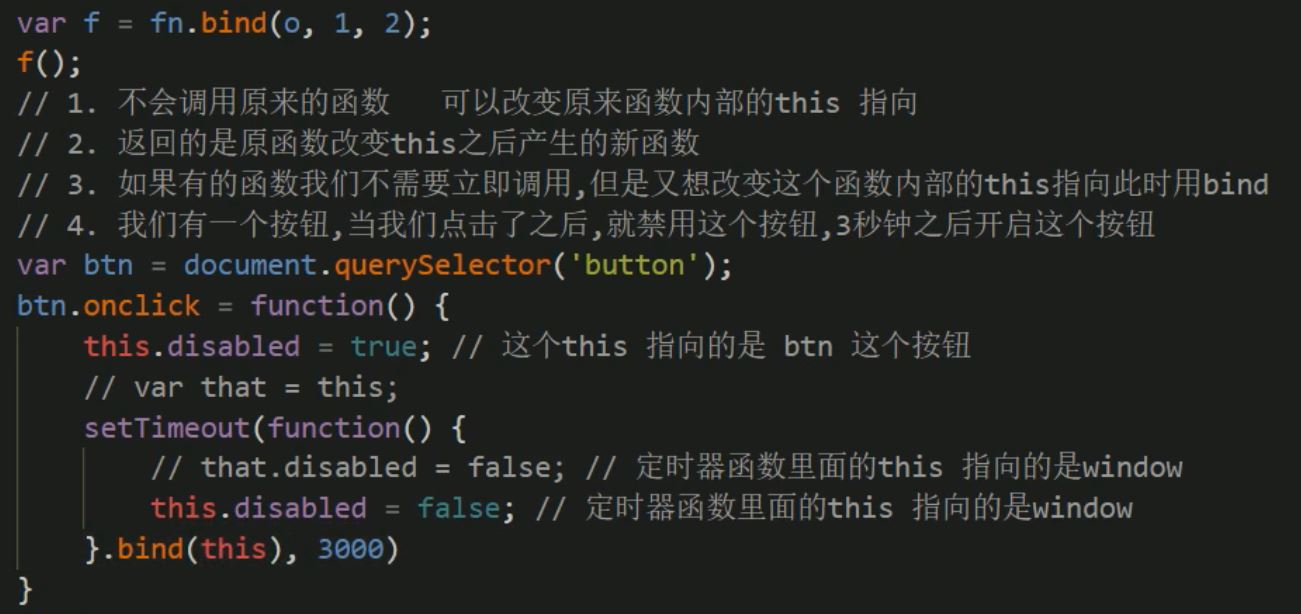 var f = fn.bind(o, 1, 2);
f();
// 1. 不会调用原来的函数   可以改变原来函数内部的this 指向
// 2. 返回的是原函数改变this之后产生的新函数
// 3. 如果有的函数我们不需要立即调用,但是又想改变这个函数内部的this指向此时用bind
// 4. 我们有一个按钮,当我们点击了之后,就禁用这个按钮,3秒钟之后开启这个按钮
var btn = document.querySelector('button');
btn.onclick = function() {
    this.disabled = true; // 这个this 指向的是 btn 这个按钮
    // var that = this;
    setTimeout(function() {
        // that.disabled = false; // 定时器函数里面的this 指向的是window
        this.disabled = false; // 定时器函数里面的this 指向的是window
    }.bind(this), 3000)
}